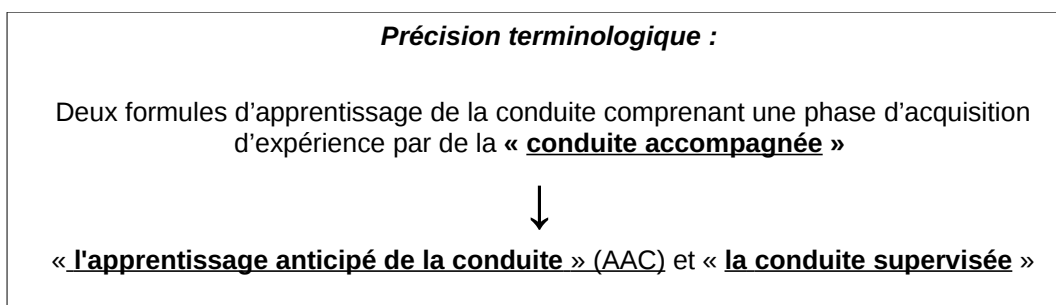 Précision terminologique :
Deux formules d’apprentissage de la conduite comprenant une phase d’acquisition
d’expérience par de la « conduite accompagnée »
↓
« l'apprentissage anticipé de la conduite » (AAC) et « la conduite supervisée »